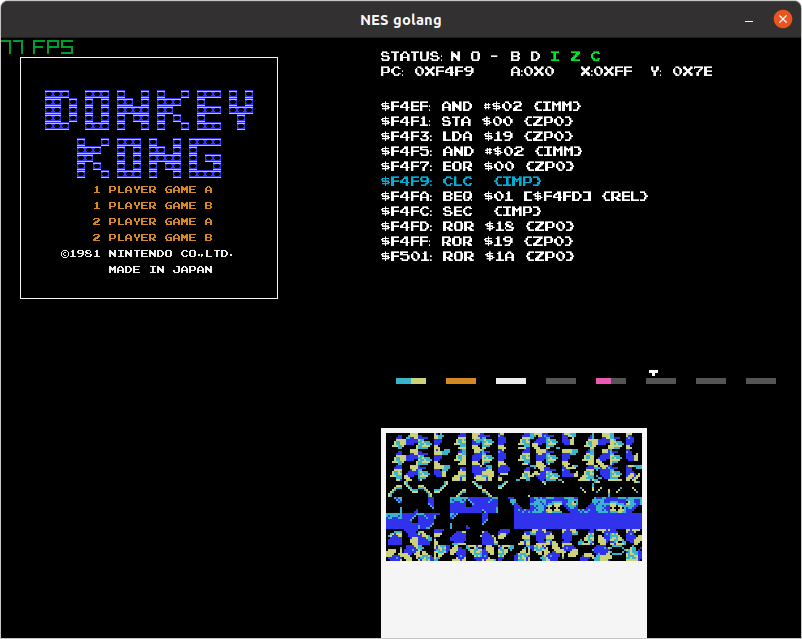 NES golang
77 FPS
STATUS: N O - B D I Z C
PC: 0XF4F9 A:0X0 X:0XFF Y: 0X7E
DONKEY
KONG
1 PLAYER GAME A
1 PLAYER GAME B
2 PLAYER GAME A
2 PLAYER GAME B
©1981 NINTENDO CO.,LTD.
MADE IN JAPAN
$F4EF: AND #$02 {IMM}
$F4F1: STA $00 {ZP0}
$F4F3: LDA $19 {ZP0}
$F4F5: AND #$02 {IMM}
$F4F7: EOR $00 {ZP0}
$F4F9: CLC {IMP}
$F4FA: BEQ $01 [$F4FD] {REL}
$F4FC: SEC {IMP}
$F4FD: ROR $18 {ZP0}
$F4FF: ROR $19 {ZP0}
$F501: ROR $1A {ZP0}